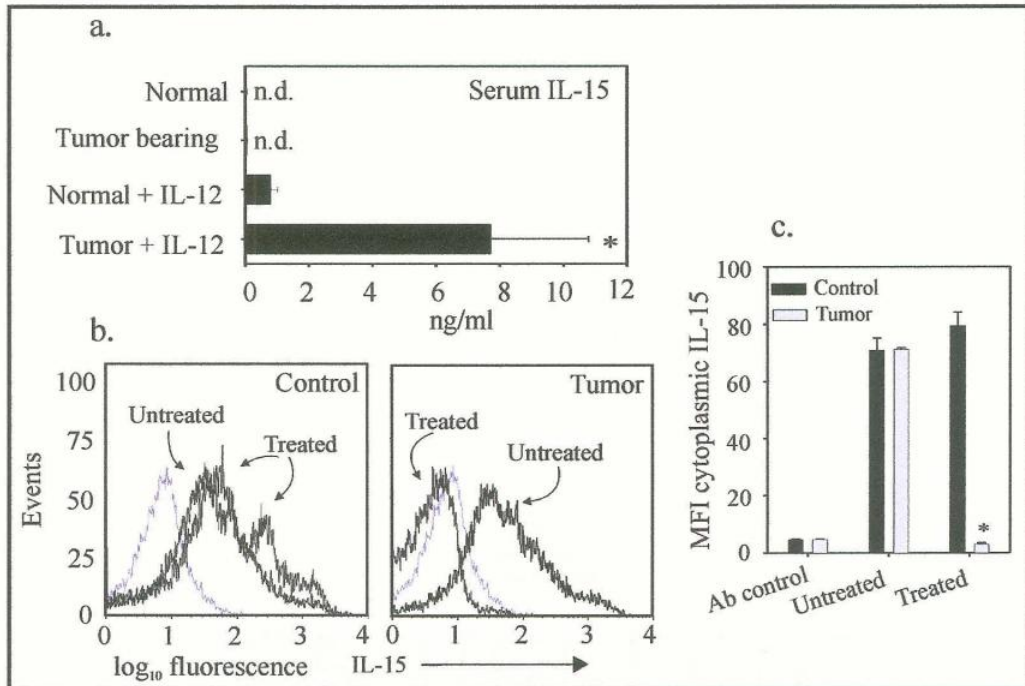 a.
Serum IL-15
Normal n.d.
Tumor bearing n.d.
Normal + IL-12
Tumor + IL-12 *
0 2 4 6 8 10 12
ng/ml
b.
Control
Untreated
Treated
Events
100
75
50
25
0
0 1 2 3 4
log₁₀ fluorescence
Tumor
Treated
Untreated
0 1 2 3 4
IL-15
c.
MFI cytoplasmic IL-15
100
80
60
40
20
0
Control
Tumor
*
Ab control
Untreated
Treated